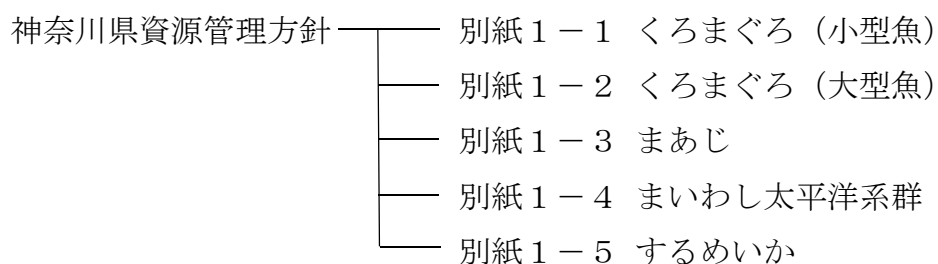 神奈川県資源管理方針 別紙1－1 くろまぐろ（小型魚）
別紙1－2 くろまぐろ（大型魚）
別紙1－3 まあじ
別紙1－4 まいわし太平洋系群
別紙1－5 するめいか